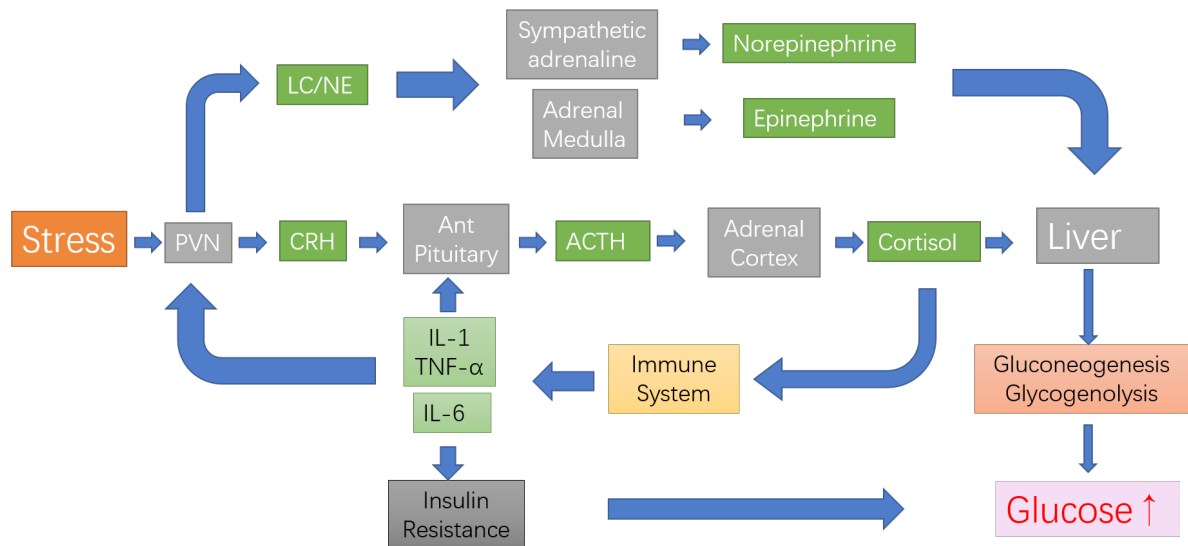 Sympathetic
adrenaline
Norepinephrine
LC/NE
Adrenal
Medulla
Epinephrine
Stress
PVN
CRH
Ant
Pituitary
ACTH
Adrenal
Cortex
Cortisol
Liver
IL-1
TNF-α
IL-6
Immune
System
Gluconeogenesis
Glycogenolysis
Insulin
Resistance
Glucose↑